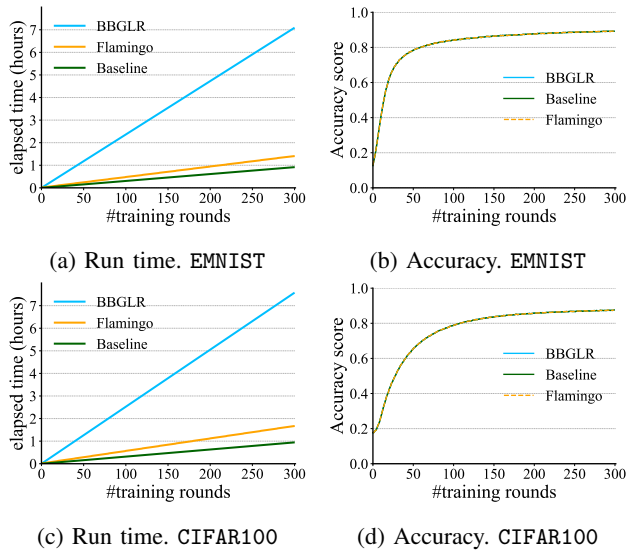 elapsed time (hours)
7
6
5
4
3
2
1
0
BBGLR
Flamingo
Baseline
0 50 100 150 200 250 300
#training rounds
(a) Run time. EMNIST
Accuracy score
1.0
0.8
0.6
0.4
0.2
0.0
BBGLR
Baseline
Flamingo
0 50 100 150 200 250 300
#training rounds
(b) Accuracy. EMNIST
elapsed time (hours)
7
6
5
4
3
2
1
0
BBGLR
Flamingo
Baseline
0 50 100 150 200 250 300
#training rounds
(c) Run time. CIFAR100
Accuracy score
1.0
0.8
0.6
0.4
0.2
0.0
BBGLR
Baseline
Flamingo
0 50 100 150 200 250 300
#training rounds
(d) Accuracy. CIFAR100